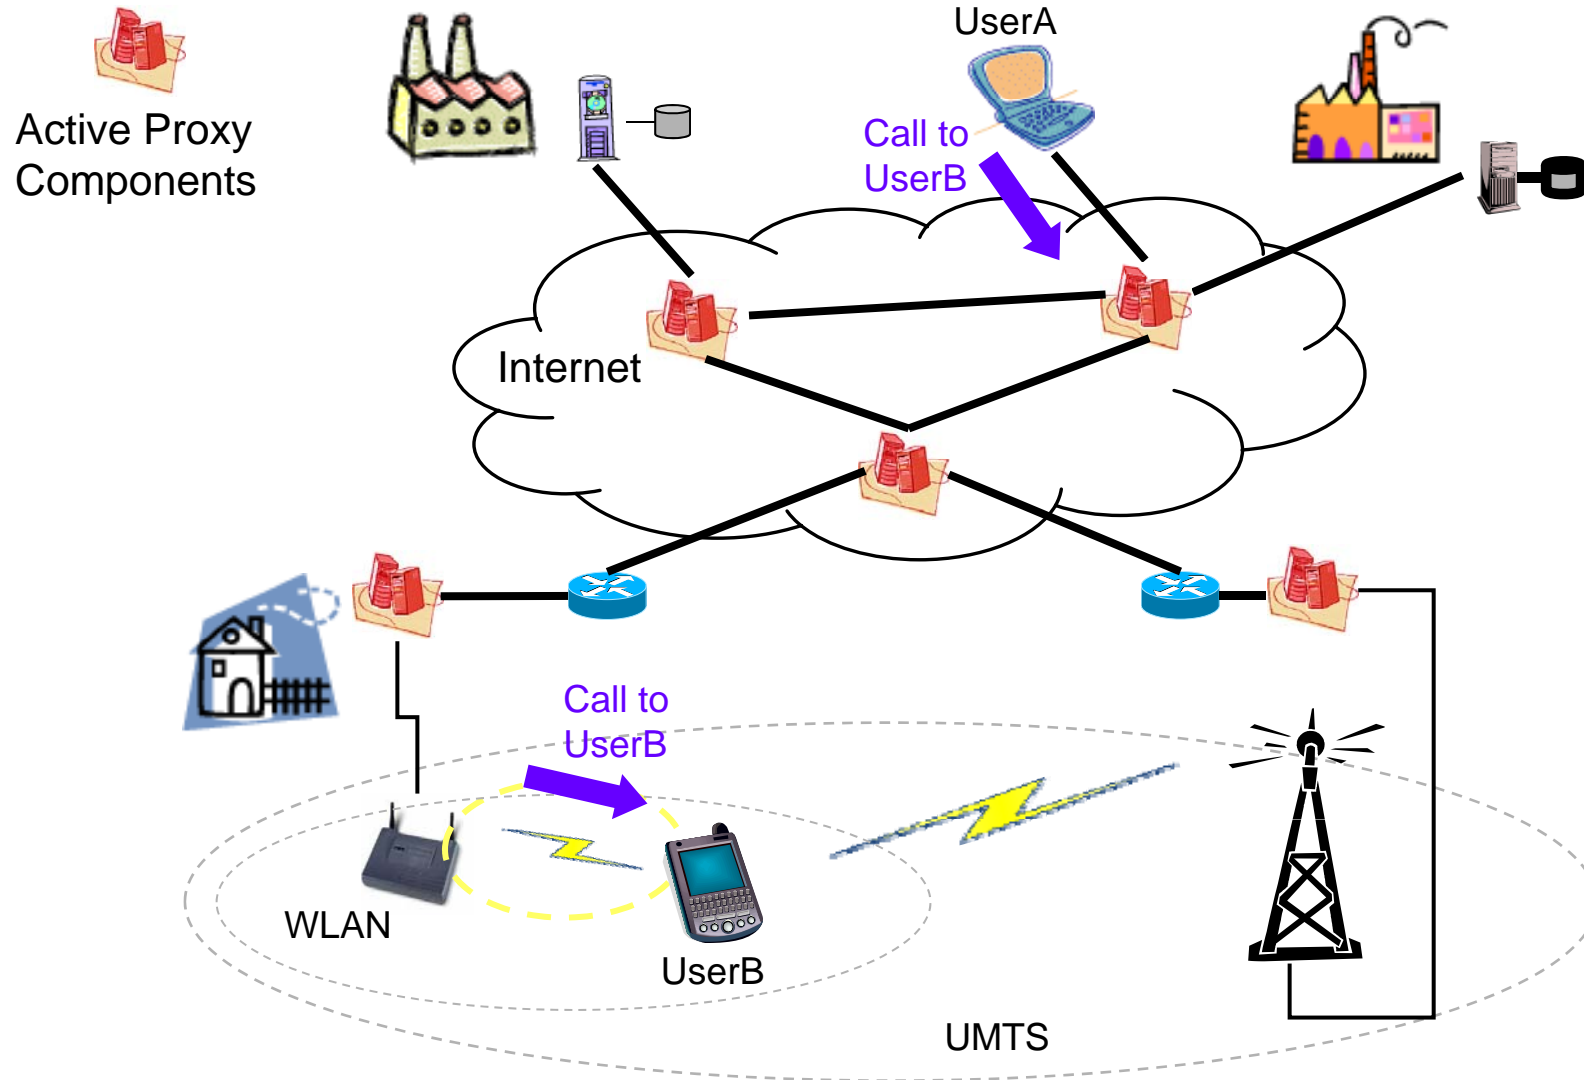 UserA
Active Proxy
Components
Call to
UserB
Internet
Call to
UserB
WLAN
UserB
UMTS